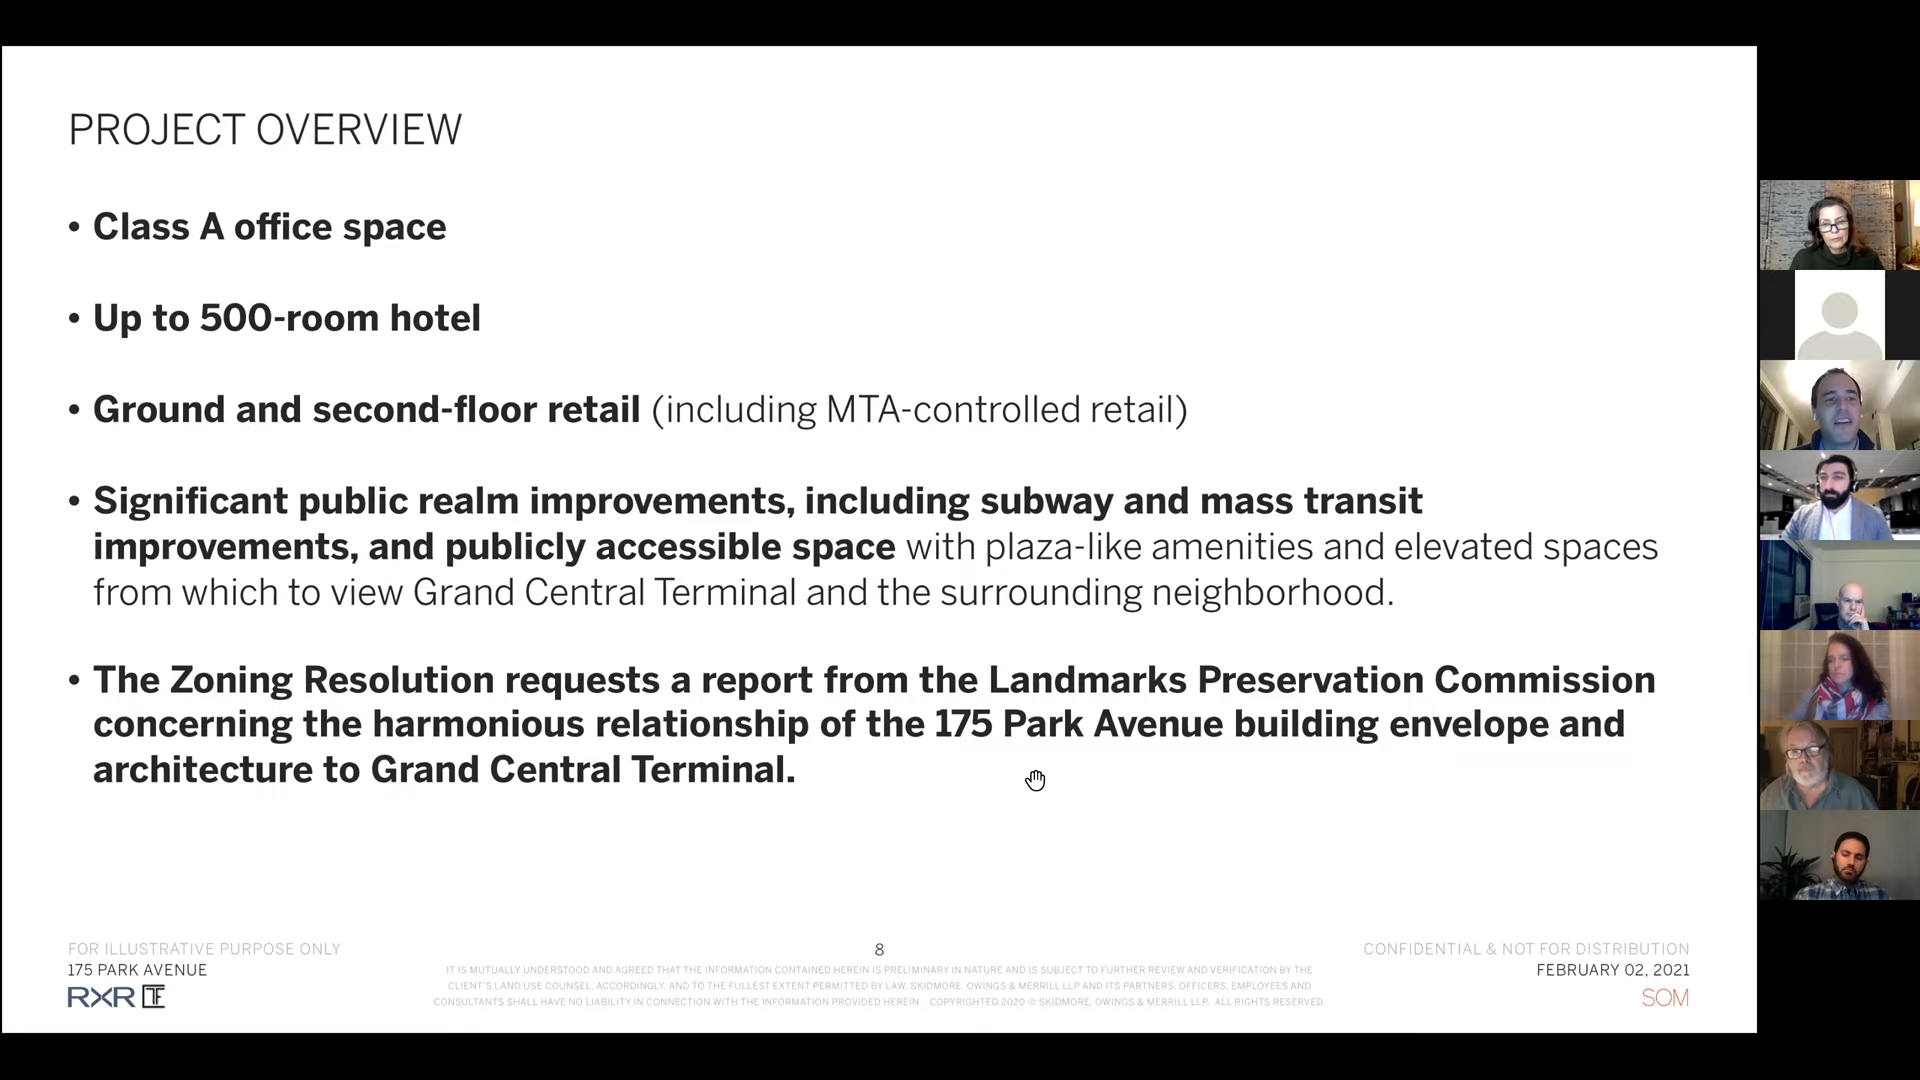 PROJECT OVERVIEW
• Class A office space
• Up to 500-room hotel
• Ground and second-floor retail (including MTA-controlled retail)
• Significant public realm improvements, including subway and mass transit
improvements, and publicly accessible space with plaza-like amenities and elevated spaces
from which to view Grand Central Terminal and the surrounding neighborhood.
• The Zoning Resolution requests a report from the Landmarks Preservation Commission
concerning the harmonious relationship of the 175 Park Avenue building envelope and
architecture to Grand Central Terminal.
FOR ILLUSTRATIVE PURPOSE ONLY
175 PARK AVENUE
RXR TF
8
IT IS MUTUALLY UNDERSTOOD AND AGREED THAT THE INFORMATION CONTAINED HEREIN IS PRELIMINARY IN NATURE AND IS SUBJECT TO FURTHER REVIEW AND VERIFICATION BY THE
CLIENT'S LAND USE COUNSEL, ACCORDINGLY, AND TO THE FULLEST EXTENT PERMITTED BY LAW, SKIDMORE, OWINGS & MERRILL LLP AND ITS PARTNERS, OFFICERS, EMPLOYEES AND
CONSULTANTS SHALL HAVE NO LIABILITY IN CONNECTION WITH THE INFORMATION PROVIDED HEREIN. COPYRIGHTED 2020 © SKIDMORE, OWINGS & MERRILL LLP. ALL RIGHTS RESERVED.
CONFIDENTIAL & NOT FOR DISTRIBUTION
FEBRUARY 02, 2021
SOM